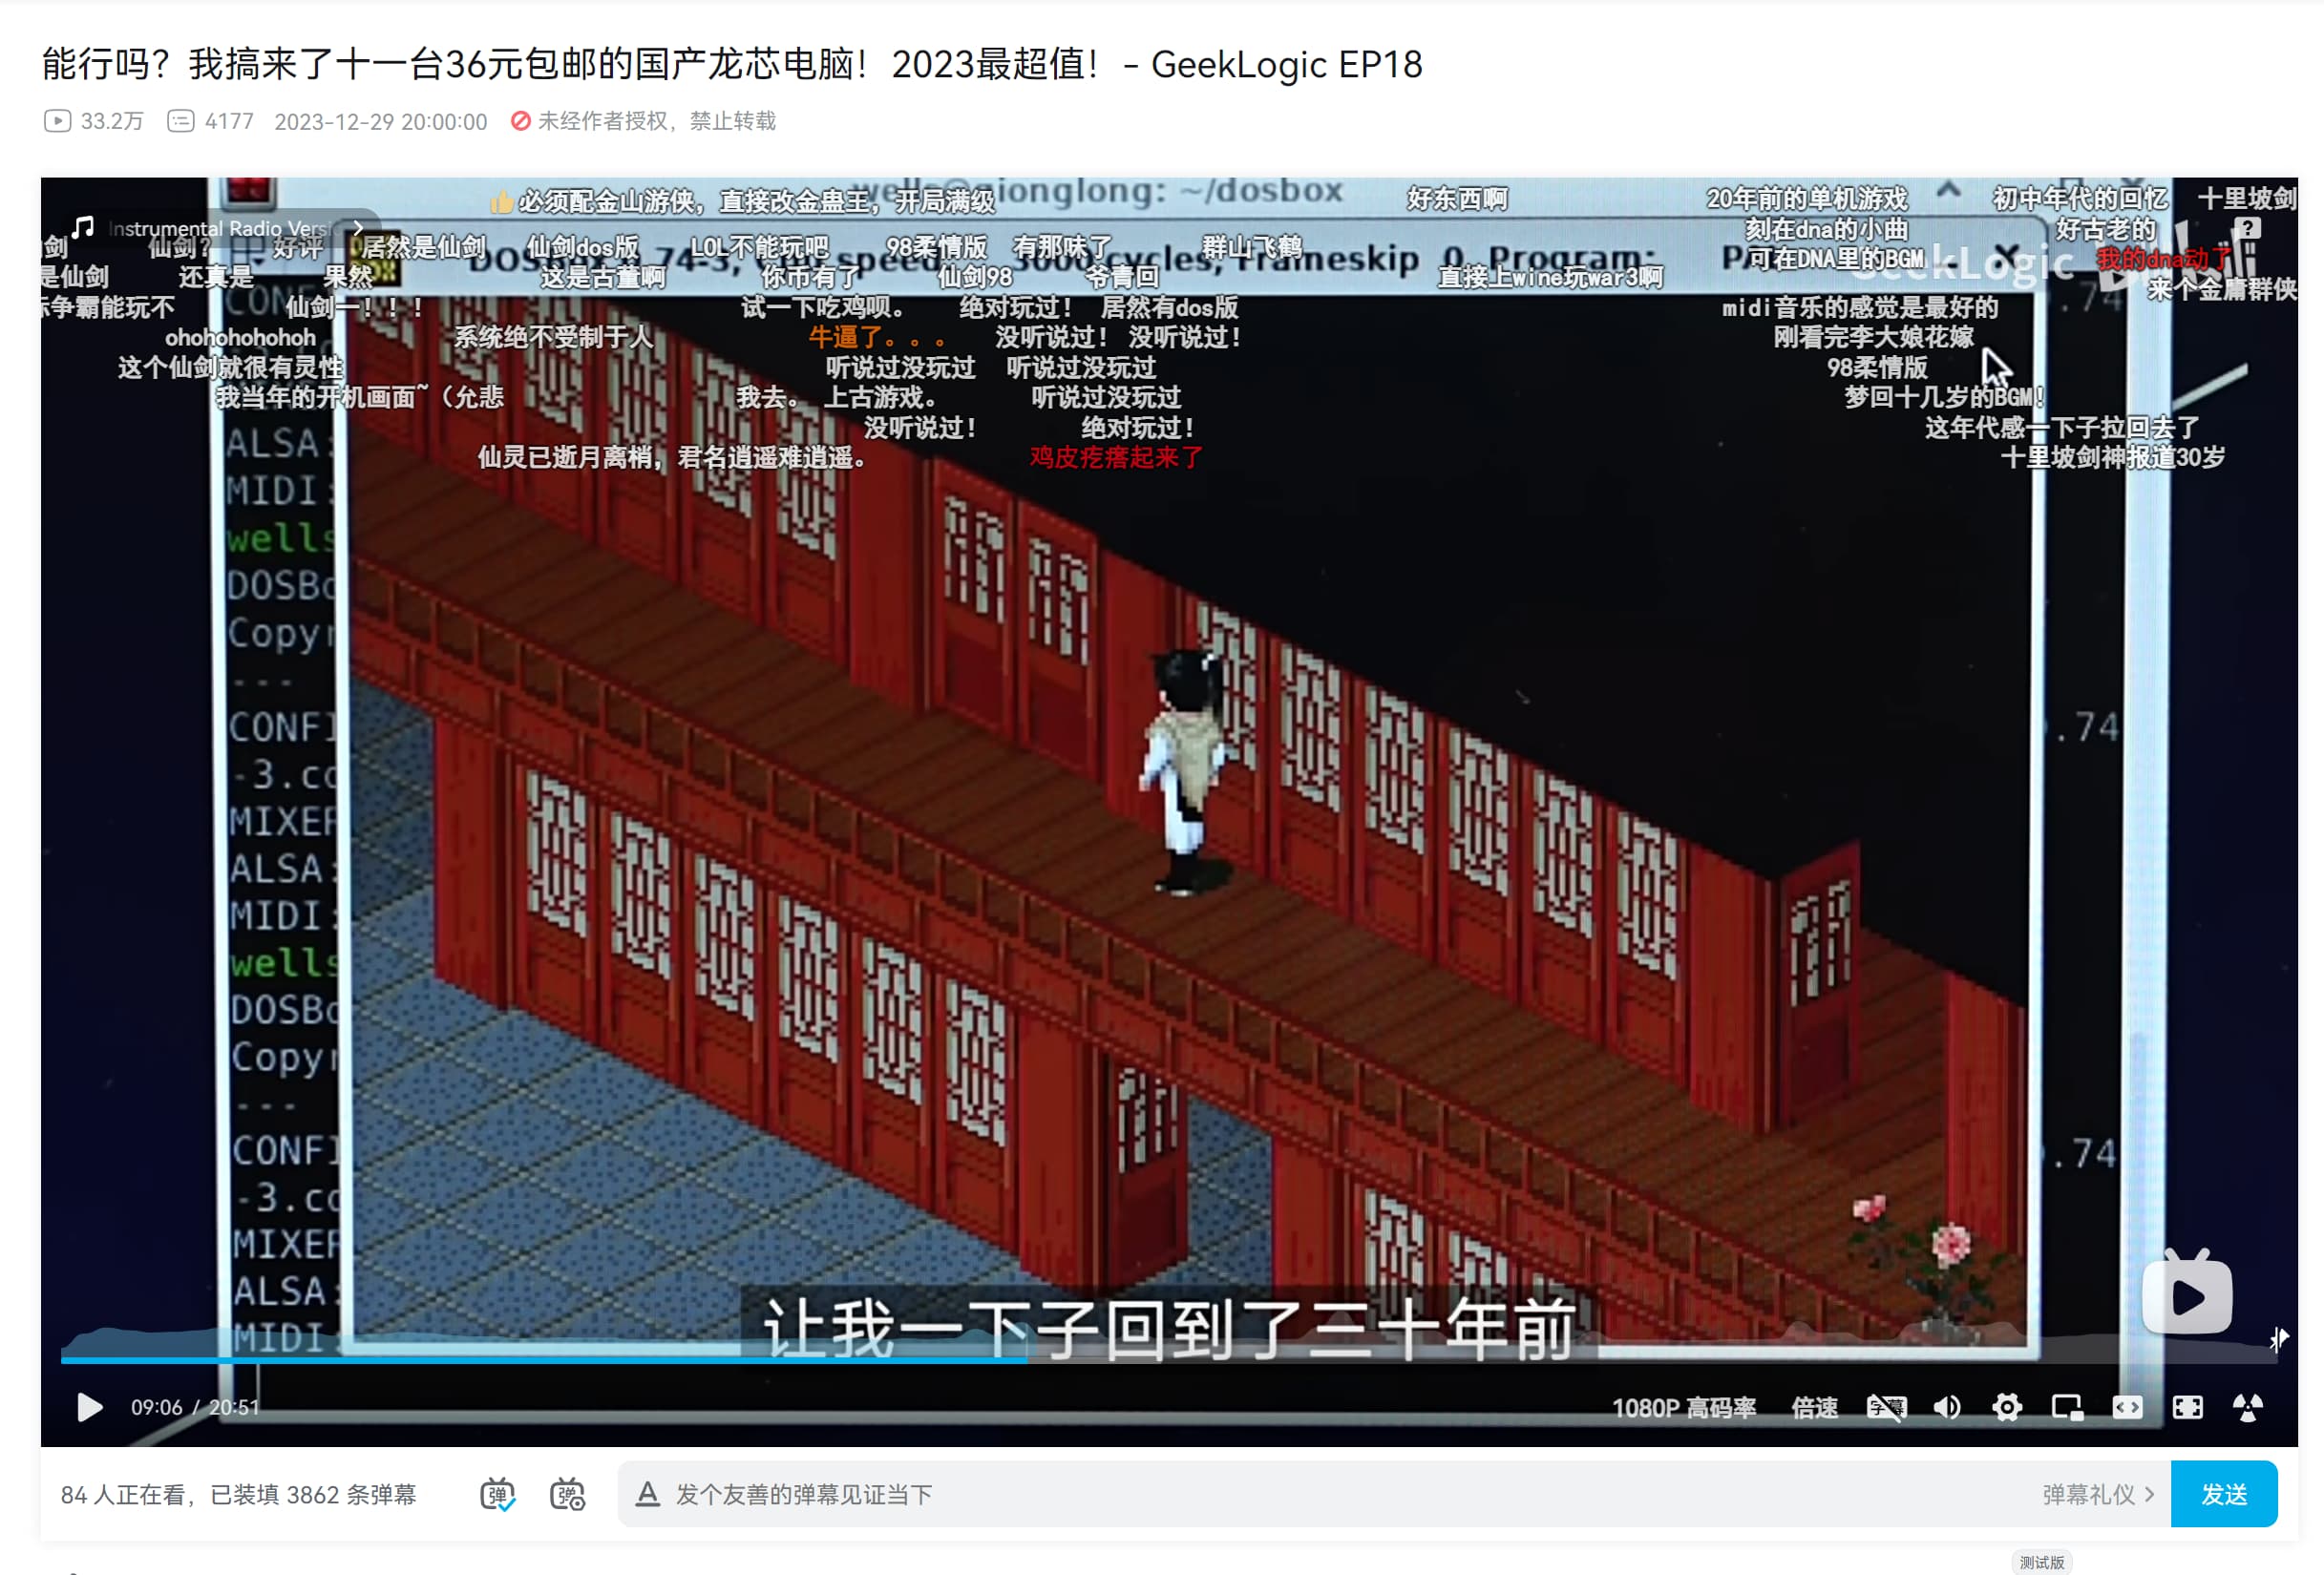 能行吗？我搞来了十一台36元包邮的国产龙芯电脑！2023最超值！- GeekLogic EP18
33.2万 4177 2023-12-29 20:00:00 未经作者授权，禁止转载
必须配金山游侠，直接改金蛊王，开局满级 好东西啊 20年前的单机游戏 初中年代的回忆 十里坡剑
~/dosbox
Instrumental Radio Versi
刻在dna的小曲 好古老的
剑 仙剑？ 好评 居然是仙剑 仙剑dos版 LOL不能玩吧 98柔情版 有那味了 群山飞鹤
可在DNA里的BGM 我的dna动了
GeekLogic
是仙剑 还真是 果然 这是古董啊 你币有了 仙剑98 爷青回 直接上wine玩war3啊
来个金庸群侠
争霸能玩不 仙剑一！！！ 试一下吃鸡呗。 绝对玩过！ 居然有dos版 midi音乐的感觉是最好的
ohohohohohoh 系统绝不受制于人 牛逼了。。。 没听说过！ 没听说过！ 刚看完李大娘花嫁
这个仙剑就很有灵性 听说过没玩过 听说过没玩过 98柔情版
我当年的开机画面~（允悲 我去。 上古游戏。 听说过没玩过 梦回十几岁的BGM！
没听说过！ 绝对玩过！ 这年代感一下子拉回去了
仙灵已逝月离梢，君名逍遥难逍遥。 鸡皮疙瘩起来了 十里坡剑神报道30岁
ALSA:
MIDI:
wells
DOSBo
Copyr
---
CONFI
.74
-3.co
MIXER
ALSA:
MIDI:
wells
DOSBo
Copyr
---
CONFI
.74
-3.co
MIXER
ALSA:
MIDI:
让我一下子回到了三十年前
09:06 / 20:51 1080P 高码率 倍速 字幕
84 人正在看，已装填 3862 条弹幕 弹 弹 发个友善的弹幕见证当下 弹幕礼仪 发送
测试版